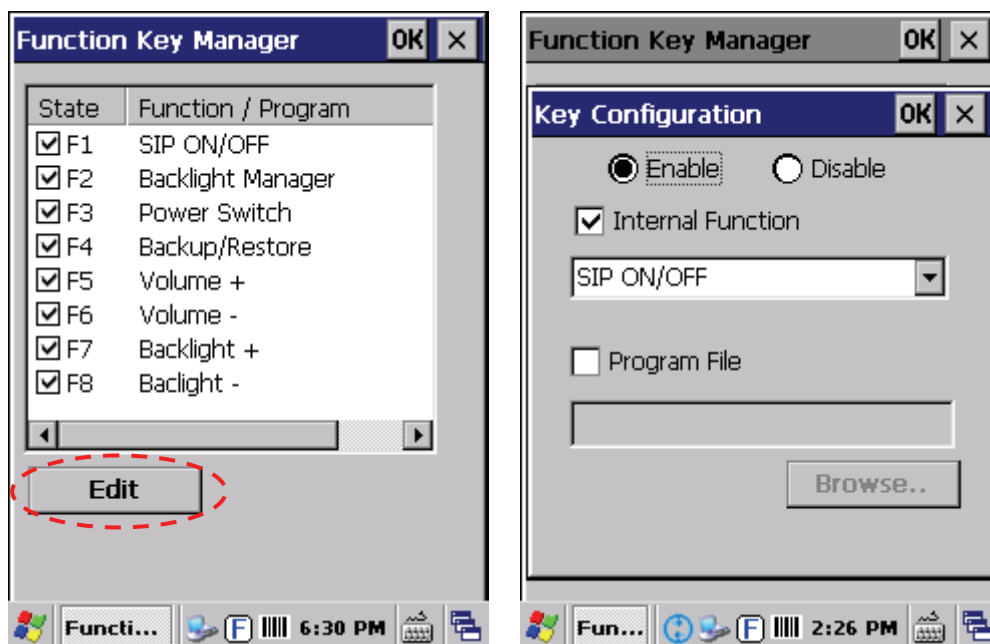 Function Key Manager OK
State Function / Program
F1 SIP ON/OFF
F2 Backlight Manager
F3 Power Switch
F4 Backup/Restore
F5 Volume +
F6 Volume -
F7 Backlight +
F8 Baclight -
Edit
Functi... F 6:30 PM
Function Key Manager OK
Key Configuration OK
Enable Disable
Internal Function
SIP ON/OFF
Program File
Browse..
Fun... F 2:26 PM